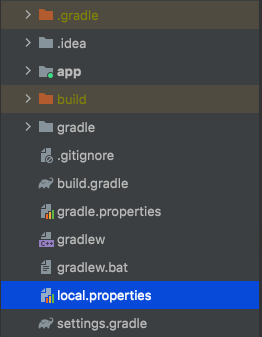 .gradle
.idea
app
build
gradle
.gitignore
build.gradle
gradle.properties
gradlew
gradlew.bat
local.properties
settings.gradle